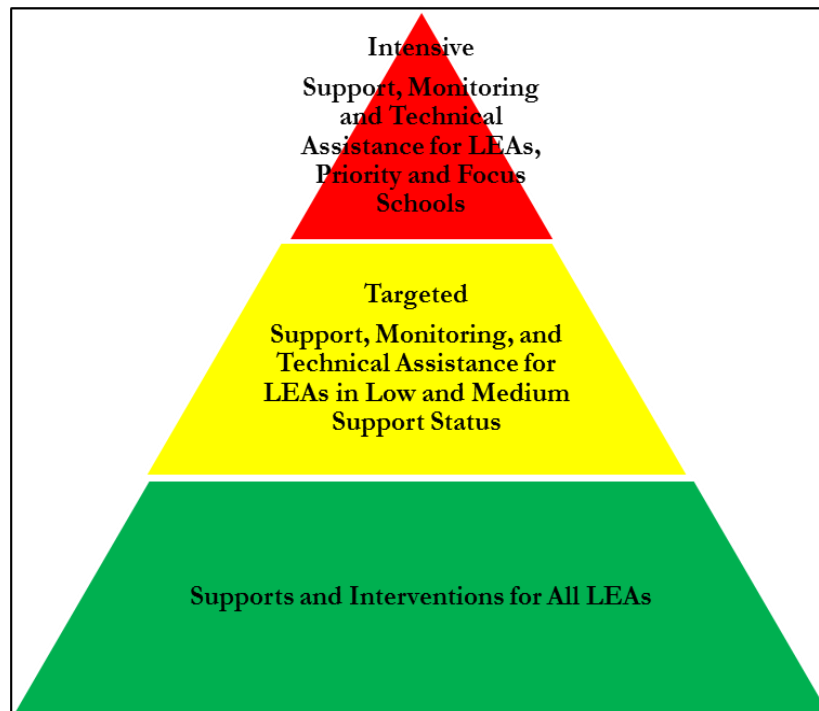 Intensive
Support, Monitoring
and Technical
Assistance for LEAs,
Priority and Focus
Schools
Targeted
Support, Monitoring, and
Technical Assistance for
LEAs in Low and Medium
Support Status
Supports and Interventions for All LEAs